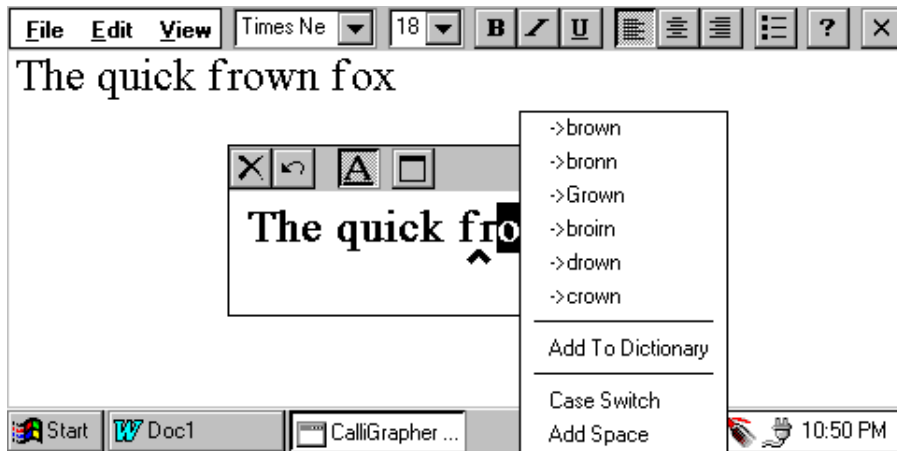 File Edit View Times Ne 18 B I U ? X
The quick frown fox
A
The quick fro
->brown
->bronn
->Grown
->broirn
->drown
->crown
Add To Dictionary
Case Switch
Add Space
Start W Doc1 CalliGrapher ... 10:50 PM